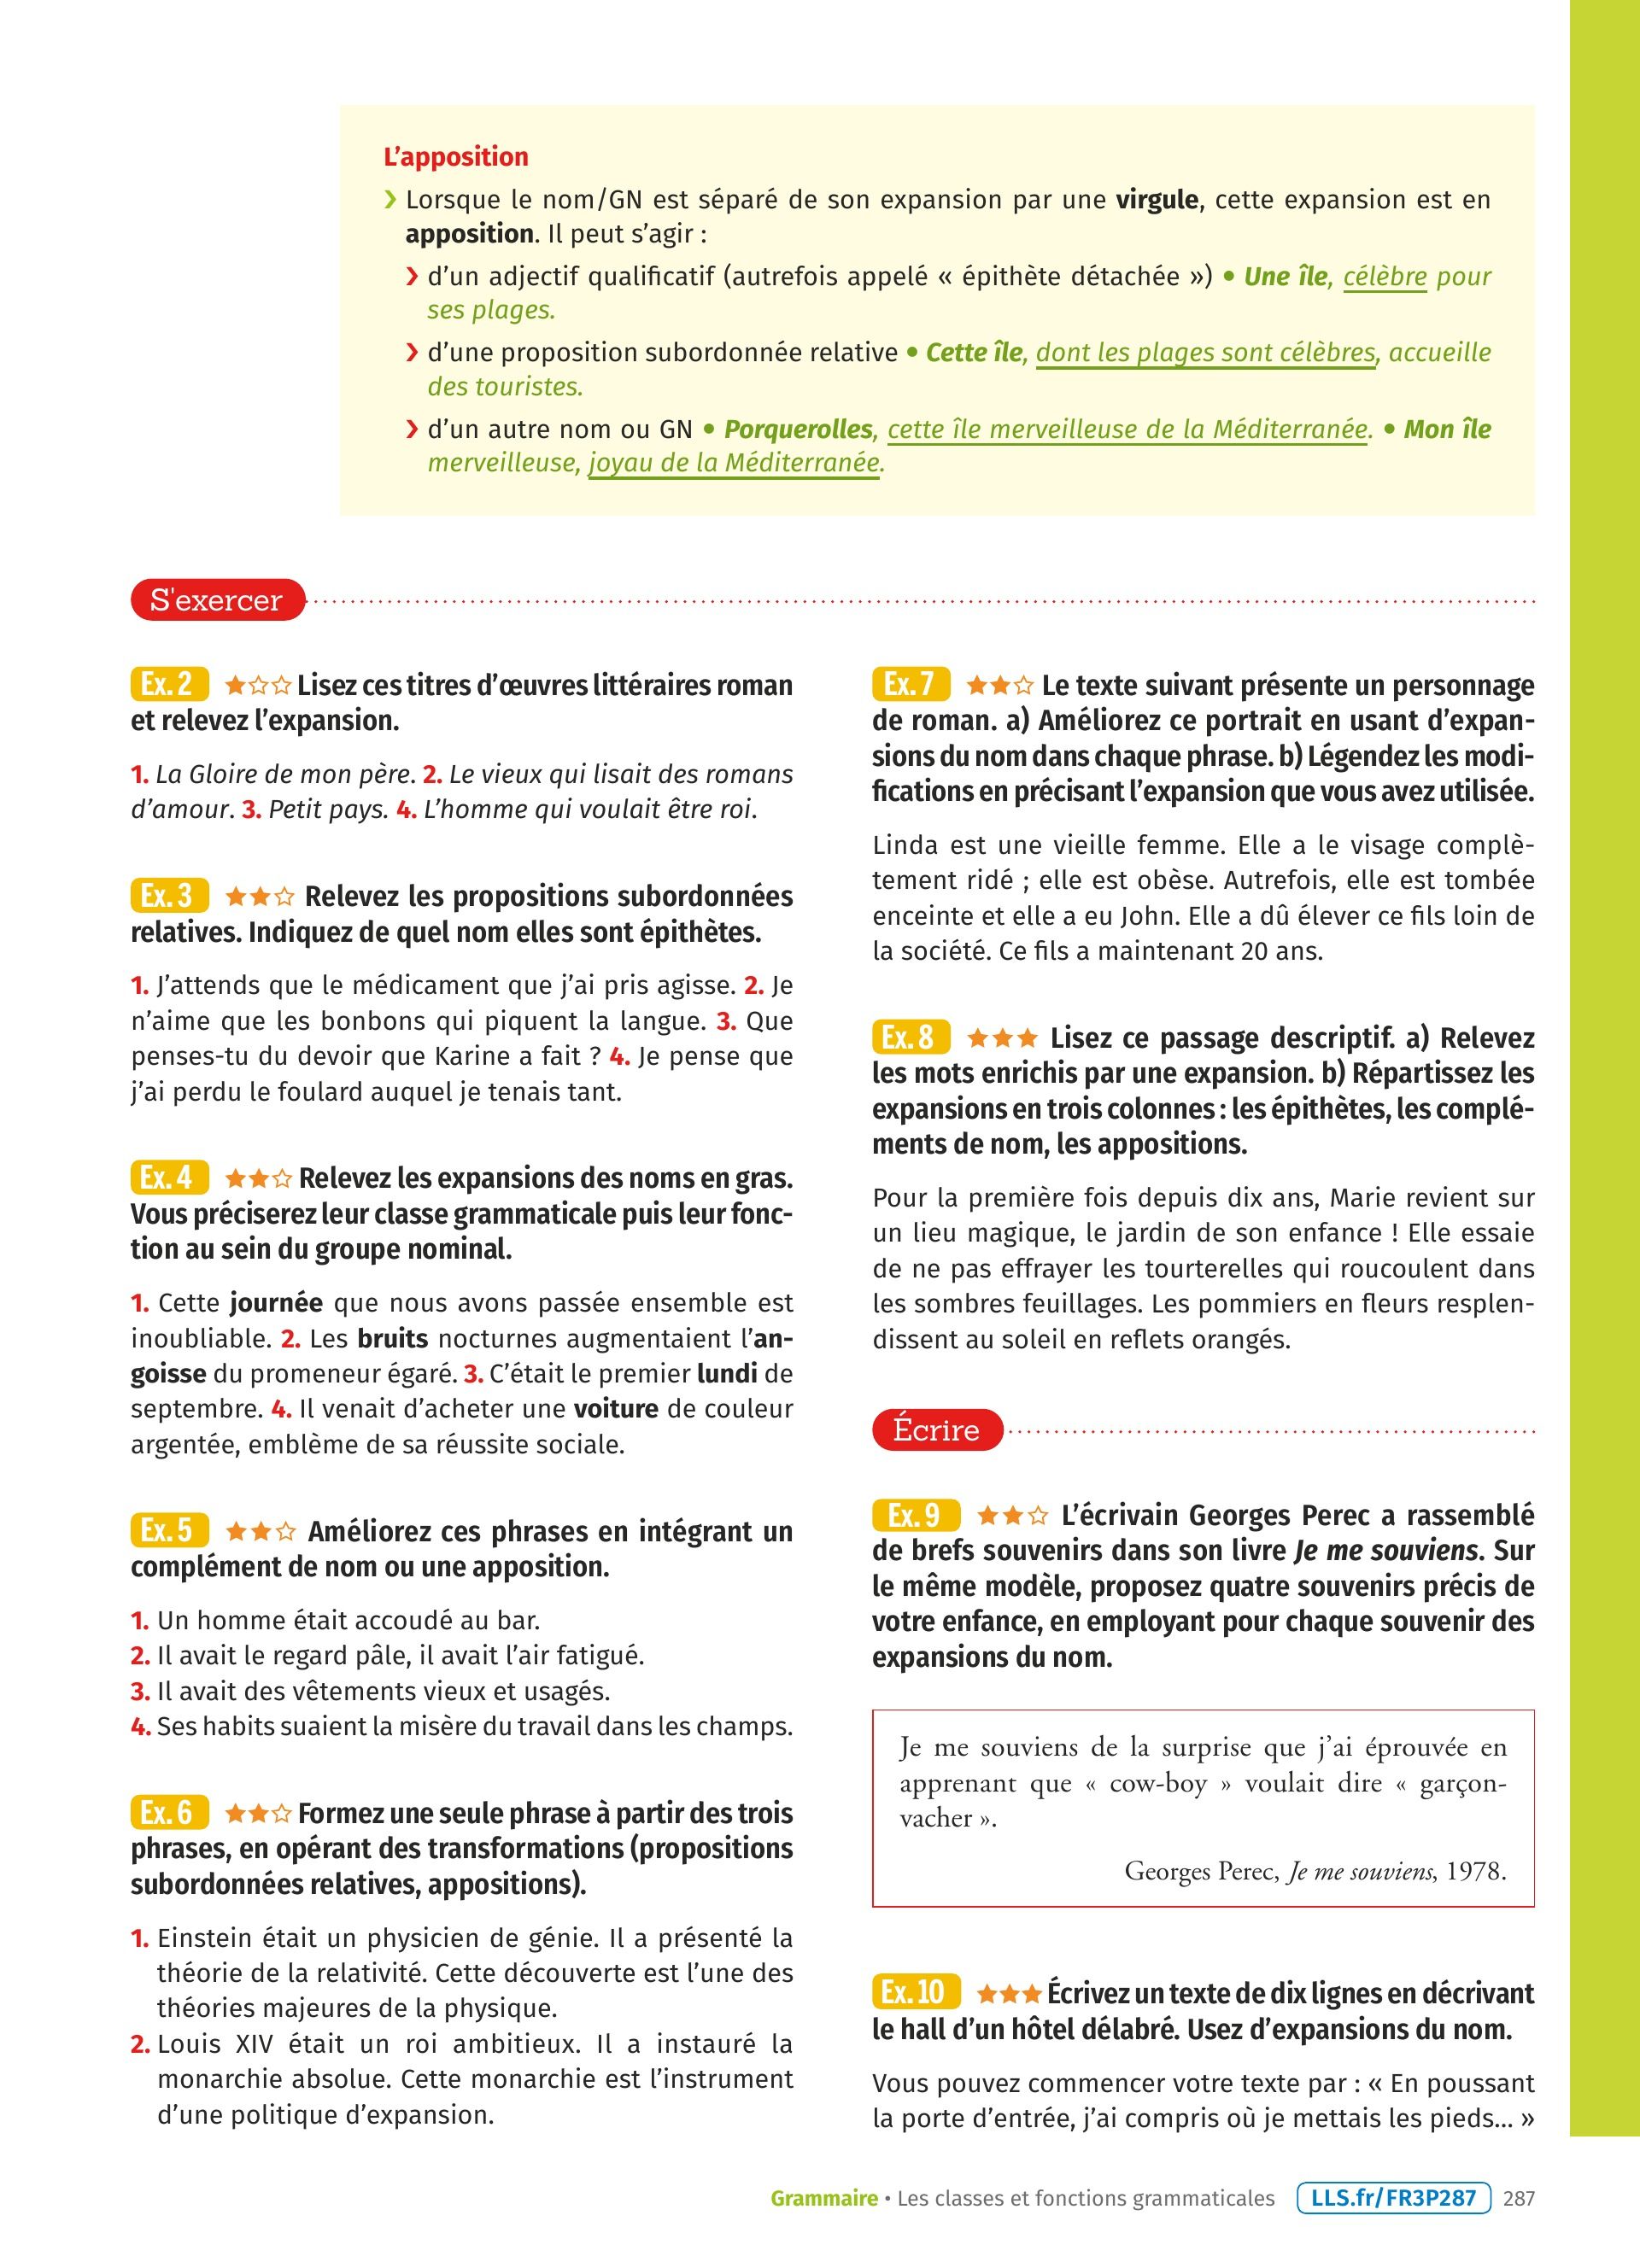 L'apposition
› Lorsque le nom/GN est séparé de son expansion par une virgule, cette expansion est en
apposition. Il peut s'agir :
› d'un adjectif qualificatif (autrefois appelé « épithète détachée ») • Une île, célèbre pour
ses plages.
› d'une proposition subordonnée relative • Cette île, dont les plages sont célèbres, accueille
des touristes.
› d'un autre nom ou GN • Porquerolles, cette île merveilleuse de la Méditerranée. • Mon île
merveilleuse, joyau de la Méditerranée.
S'exercer
Ex. 2 ★☆☆ Lisez ces titres d'œuvres littéraires roman
et relevez l'expansion.
1. La Gloire de mon père. 2. Le vieux qui lisait des romans
d'amour. 3. Petit pays. 4. L'homme qui voulait être roi.
Ex. 3 ★★☆ Relevez les propositions subordonnées
relatives. Indiquez de quel nom elles sont épithètes.
1. J'attends que le médicament que j'ai pris agisse. 2. Je
n'aime que les bonbons qui piquent la langue. 3. Que
penses-tu du devoir que Karine a fait ? 4. Je pense que
j'ai perdu le foulard auquel je tenais tant.
Ex. 4 ★★☆ Relevez les expansions des noms en gras.
Vous préciserez leur classe grammaticale puis leur fonc-
tion au sein du groupe nominal.
1. Cette journée que nous avons passée ensemble est
inoubliable. 2. Les bruits nocturnes augmentaient l'an-
goisse du promeneur égaré. 3. C'était le premier lundi de
septembre. 4. Il venait d'acheter une voiture de couleur
argentée, emblème de sa réussite sociale.
Ex. 5 ★★☆ Améliorez ces phrases en intégrant un
complément de nom ou une apposition.
1. Un homme était accoudé au bar.
2. Il avait le regard pâle, il avait l'air fatigué.
3. Il avait des vêtements vieux et usagés.
4. Ses habits suaient la misère du travail dans les champs.
Ex. 6 ★★☆ Formez une seule phrase à partir des trois
phrases, en opérant des transformations (propositions
subordonnées relatives, appositions).
1. Einstein était un physicien de génie. Il a présenté la
théorie de la relativité. Cette découverte est l'une des
théories majeures de la physique.
2. Louis XIV était un roi ambitieux. Il a instauré la
monarchie absolue. Cette monarchie est l'instrument
d'une politique d'expansion.
Ex. 7 ★★☆ Le texte suivant présente un personnage
de roman. a) Améliorez ce portrait en usant d'expan-
sions du nom dans chaque phrase. b) Légendez les modi-
fications en précisant l'expansion que vous avez utilisée.
Linda est une vieille femme. Elle a le visage complè-
tement ridé ; elle est obèse. Autrefois, elle est tombée
enceinte et elle a eu John. Elle a dû élever ce fils loin de
la société. Ce fils a maintenant 20 ans.
Ex. 8 ★★★ Lisez ce passage descriptif. a) Relevez
les mots enrichis par une expansion. b) Répartissez les
expansions en trois colonnes : les épithètes, les complé-
ments de nom, les appositions.
Pour la première fois depuis dix ans, Marie revient sur
un lieu magique, le jardin de son enfance ! Elle essaie
de ne pas effrayer les tourterelles qui roucoulent dans
les sombres feuillages. Les pommiers en fleurs resplen-
dissent au soleil en reflets orangés.
Écrire
Ex. 9 ★★☆ L'écrivain Georges Perec a rassemblé
de brefs souvenirs dans son livre Je me souviens. Sur
le même modèle, proposez quatre souvenirs précis de
votre enfance, en employant pour chaque souvenir des
expansions du nom.
Je me souviens de la surprise que j'ai éprouvée en
apprenant que « cow-boy » voulait dire « garçon-
vacher ».
Georges Perec, Je me souviens, 1978.
Ex. 10 ★★★ Écrivez un texte de dix lignes en décrivant
le hall d'un hôtel délabré. Usez d'expansions du nom.
Vous pouvez commencer votre texte par : « En poussant
la porte d'entrée, j'ai compris où je mettais les pieds... »
Grammaire • Les classes et fonctions grammaticales LLS.fr/FR3P287 287